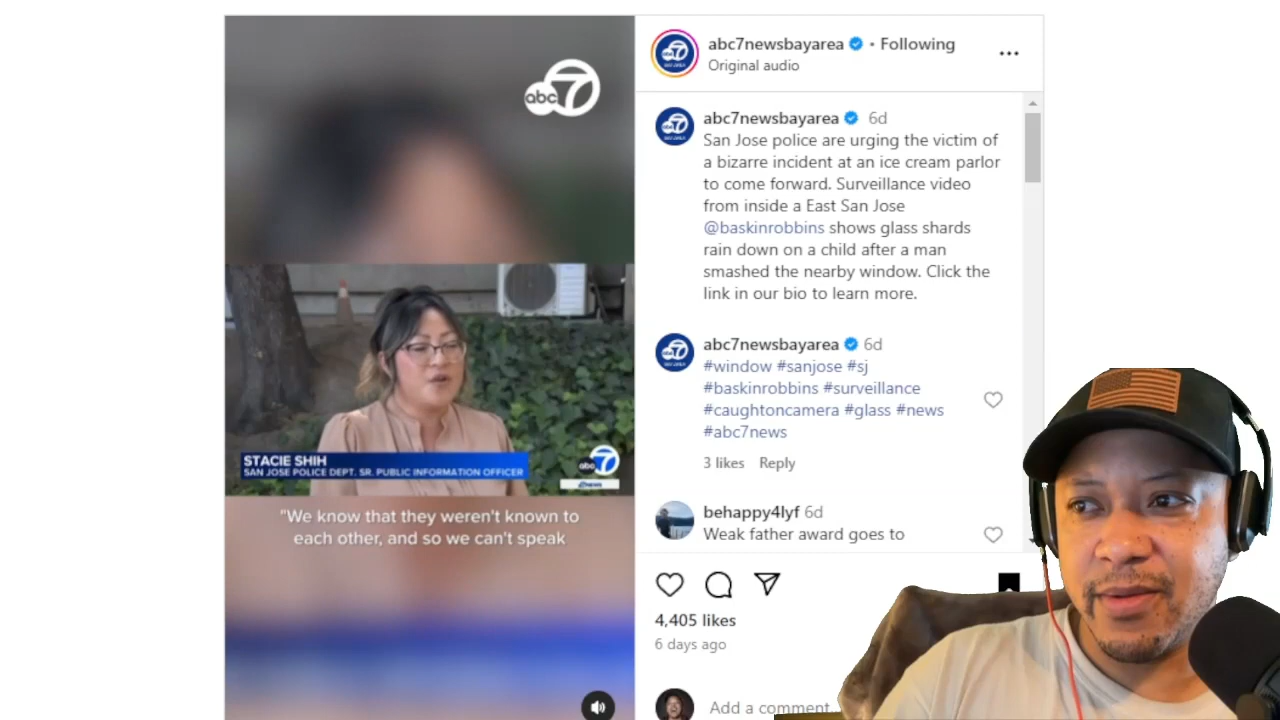 abc 7
abc7newsbayarea • Following
Original audio
abc7newsbayarea 6d
San Jose police are urging the victim of
a bizarre incident at an ice cream parlor
to come forward. Surveillance video
from inside a East San Jose
@baskinrobbins shows glass shards
rain down on a child after a man
smashed the nearby window. Click the
link in our bio to learn more.
abc7newsbayarea 6d
#window #sanjose #sj
#baskinrobbins #surveillance
#caughtoncamera #glass #news
#abc7news
3 likes Reply
behappy4lyf 6d
Weak father award goes to
4,405 likes
6 days ago
Add a comment...
STACIE SHIH
SAN JOSE POLICE DEPT. SR. PUBLIC INFORMATION OFFICER
abc 7
"We know that they weren't known to
each other, and so we can't speak